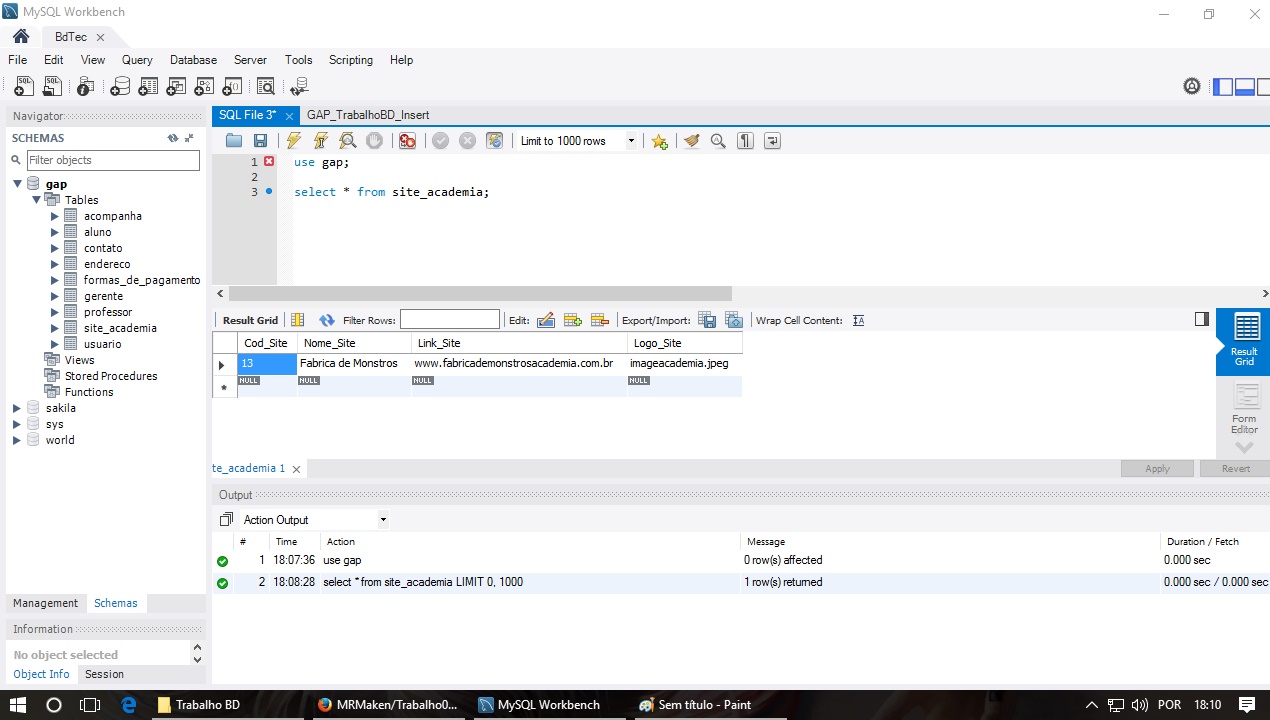 MySQL Workbench
BdTec
File Edit View Query Database Server Tools Scripting Help
Navigator
SCHEMAS
Filter objects
gap
Tables
acompanha
aluno
contato
endereco
formas_de_pagamento
gerente
professor
site_academia
usuario
Views
Stored Procedures
Functions
sakila
sys
world
Management Schemas
Information
No object selected
Object Info Session
SQL File 3* GAP_TrabalhoBD_Insert
Limit to 1000 rows
1 use gap;
2
3 select * from site_academia;
Result Grid Filter Rows: Edit: Export/Import: Wrap Cell Content:
Cod_Site Nome_Site Link_Site Logo_Site
13 Fabrica de Monstros www.fabricademonstrosacademia.com.br imageacademia.jpeg
* NULL NULL NULL NULL
Result
Grid
Form
Editor
te_academia 1 Apply Revert
Output
Action Output
# Time Action Message Duration / Fetch
1 18:07:36 use gap 0 row(s) affected 0.000 sec
2 18:08:28 select * from site_academia LIMIT 0, 1000 1 row(s) returned 0.000 sec / 0.000 sec
Trabalho BD MRMaken/Trabalho0... MySQL Workbench Sem título - Paint POR 18:10